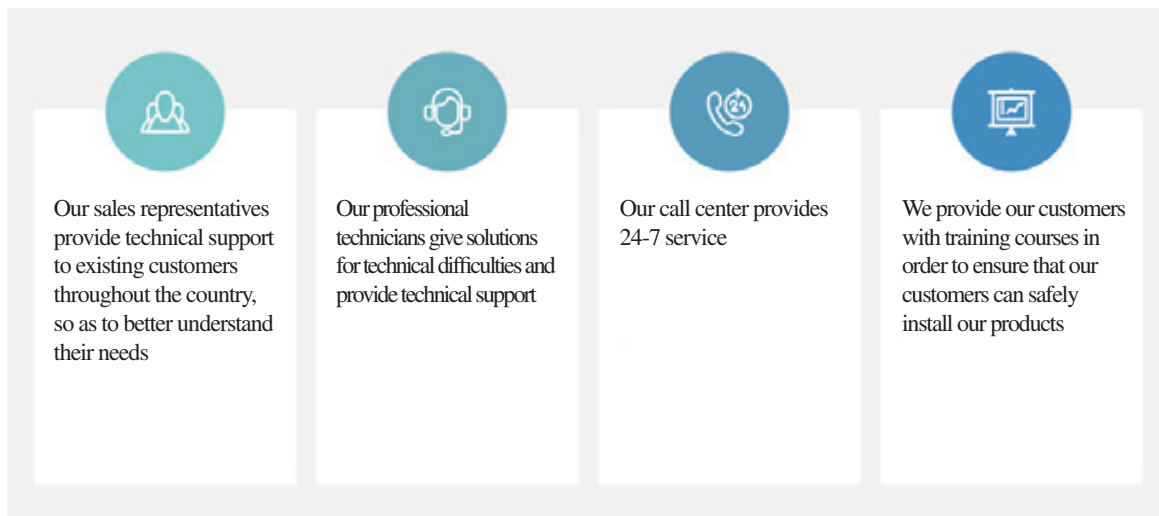 24
Our sales representatives
provide technical support
to existing customers
throughout the country,
so as to better understand
their needs
Our professional
technicians give solutions
for technical difficulties and
provide technical support
Our call center provides
24-7 service
We provide our customers
with training courses in
order to ensure that our
customers can safely
install our products